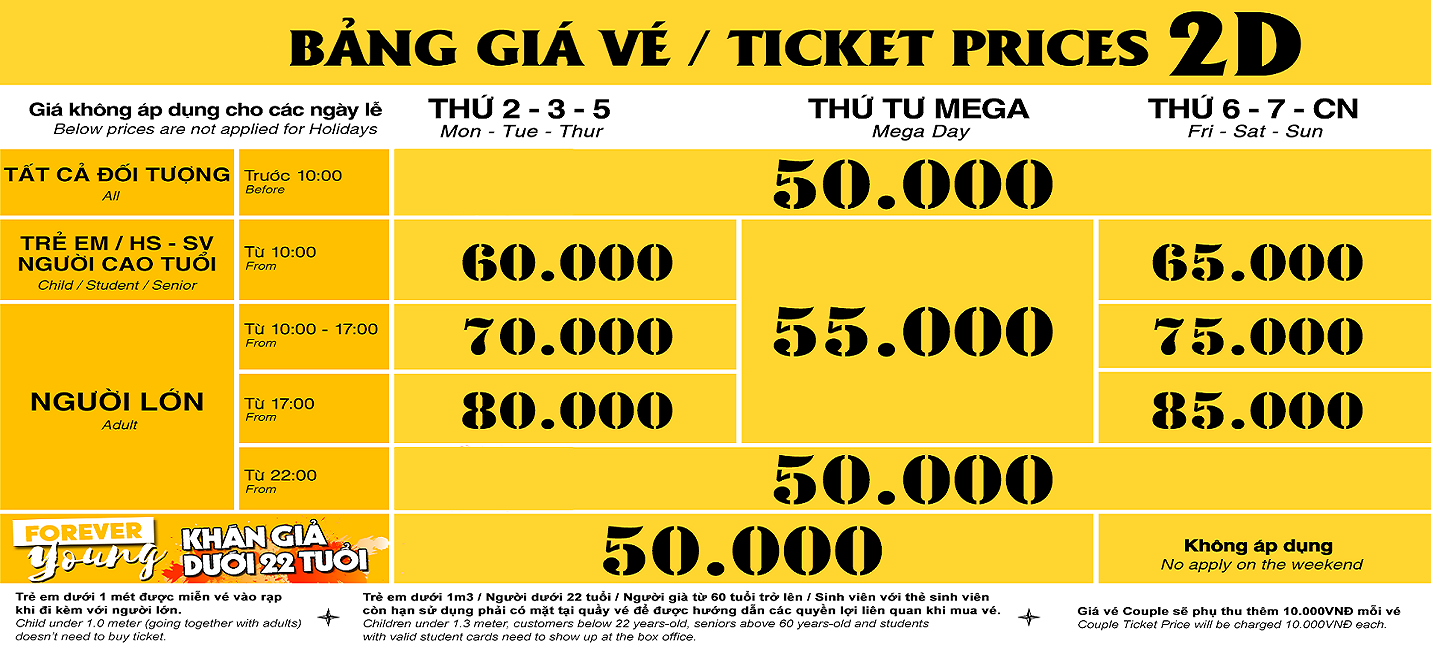 BẢNG GIÁ VÉ / TICKET PRICES 2D
Giá không áp dụng cho các ngày lễ
Below prices are not applied for Holidays
THỨ 2 - 3 - 5
Mon - Tue - Thur
THỨ TƯ MEGA
Mega Day
THỨ 6 - 7 - CN
Fri - Sat - Sun
TẤT CẢ ĐỐI TƯỢNG
All
Trước 10:00
Before
50.000
TRẺ EM / HS - SV
NGƯỜI CAO TUỔI
Child / Student / Senior
Từ 10:00
From
60.000
55.000
65.000
NGƯỜI LỚN
Adult
Từ 10:00 - 17:00
From
70.000
75.000
Từ 17:00
From
80.000
85.000
Từ 22:00
From
50.000
FOREVER
young
KHÁN GIẢ
DƯỚI 22 TUỔI
50.000
Không áp dụng
No apply on the weekend
Trẻ em dưới 1 mét được miễn vé vào rạp
khi đi kèm với người lớn.
Child under 1.0 meter (going together with adults)
doesn't need to buy ticket.
Trẻ em dưới 1m3 / Người dưới 22 tuổi / Người già từ 60 tuổi trở lên / Sinh viên với thẻ sinh viên
còn hạn sử dụng phải có mặt tại quầy vé để được hướng dẫn các quyền lợi liên quan khi mua vé.
Children under 1.3 meter, customers below 22 years-old, seniors above 60 years-old and students
with valid student cards need to show up at the box office.
Giá vé Couple sẽ phụ thu thêm 10.000VNĐ mỗi vé
Couple Ticket Price will be charged 10.000VNĐ each.